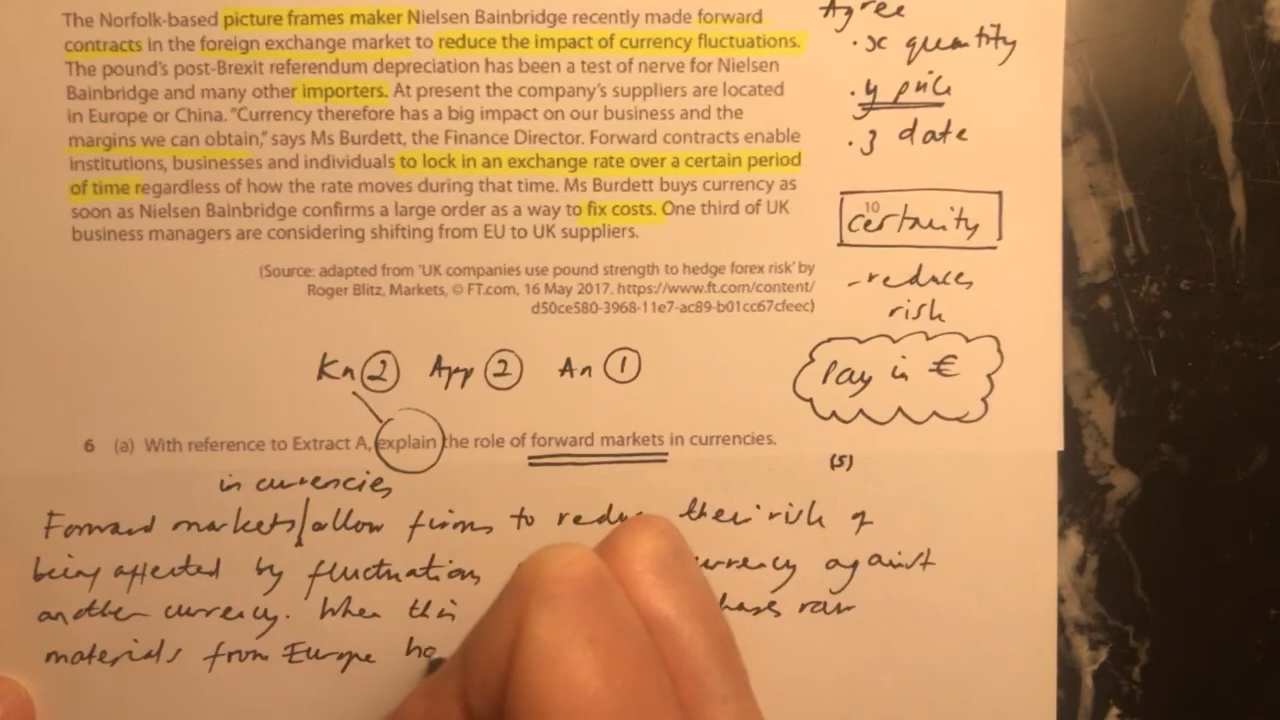 The Norfolk-based picture frames maker Nielsen Bainbridge recently made forward
contracts in the foreign exchange market to reduce the impact of currency fluctuations.
The pound's post-Brexit referendum depreciation has been a test of nerve for Nielsen
Bainbridge and many other importers. At present the company's suppliers are located
in Europe or China. "Currency therefore has a big impact on our business and the
margins we can obtain," says Ms Burdett, the Finance Director. Forward contracts enable
institutions, businesses and individuals to lock in an exchange rate over a certain period
of time regardless of how the rate moves during that time. Ms Burdett buys currency as
soon as Nielsen Bainbridge confirms a large order as a way to fix costs. One third of UK
business managers are considering shifting from EU to UK suppliers.
(Source: adapted from 'UK companies use pound strength to hedge forex risk' by
Roger Blitz, Markets, © FT.com, 16 May 2017. https://www.ft.com/content/
d50ce580-3968-11e7-ac89-b01cc67cfeec)
Agree
· x quantity
· y price
· z date
10
certainity
- reduces
risk
Pay in €
Kn 2 App 2 An 1
6 (a) With reference to Extract A, explain the role of forward markets in currencies.
(5)
in currencies
Forward markets/allow firms to their risk of
being affected by fluctuation against
another currency. When this raw
materials from Europe